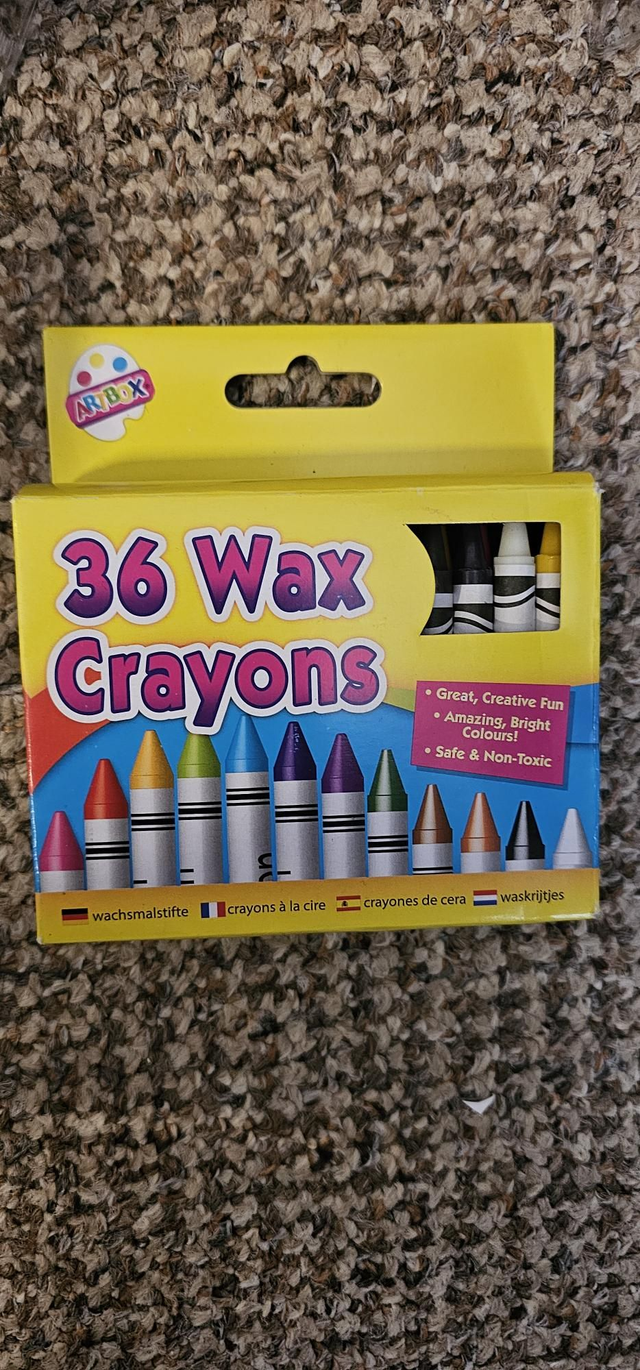 ARTBOX
36 Wax
Crayons
• Great, Creative Fun
• Amazing, Bright
Colours!
• Safe & Non-Toxic
wachsmalstifte crayons à la cire crayones de cera waskrijtjes